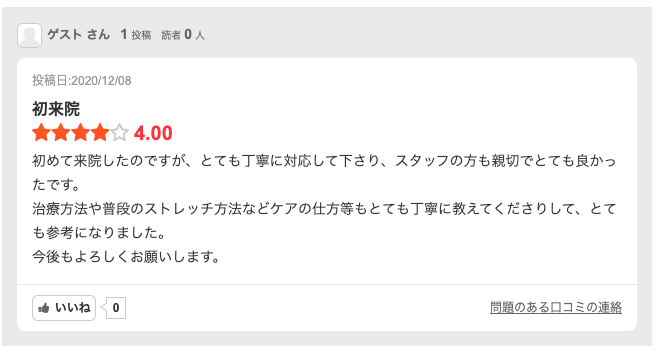 ゲスト さん 1 投稿 読者 0 人
投稿日:2020/12/08
初来院
4.00
初めて来院したのですが、とても丁寧に対応して下さり、スタッフの方も親切でとても良かっ
たです。
治療方法や普段のストレッチ方法などケアの仕方等もとても丁寧に教えてくださりして、とて
も参考になりました。
今後もよろしくお願いします。
いいね 0 問題のある口コミの連絡